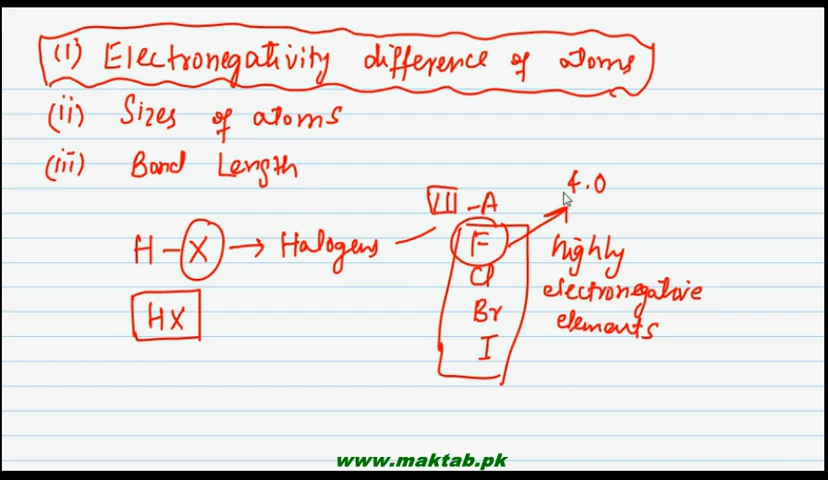 (i) Electronegativity difference of atoms
(ii) Sizes of atoms
(iii) Bond Length
VII -A
4.0
H-X → Halogens
F
Cl
Br
I
highly
electronegative
elements
HX
www.maktab.pk